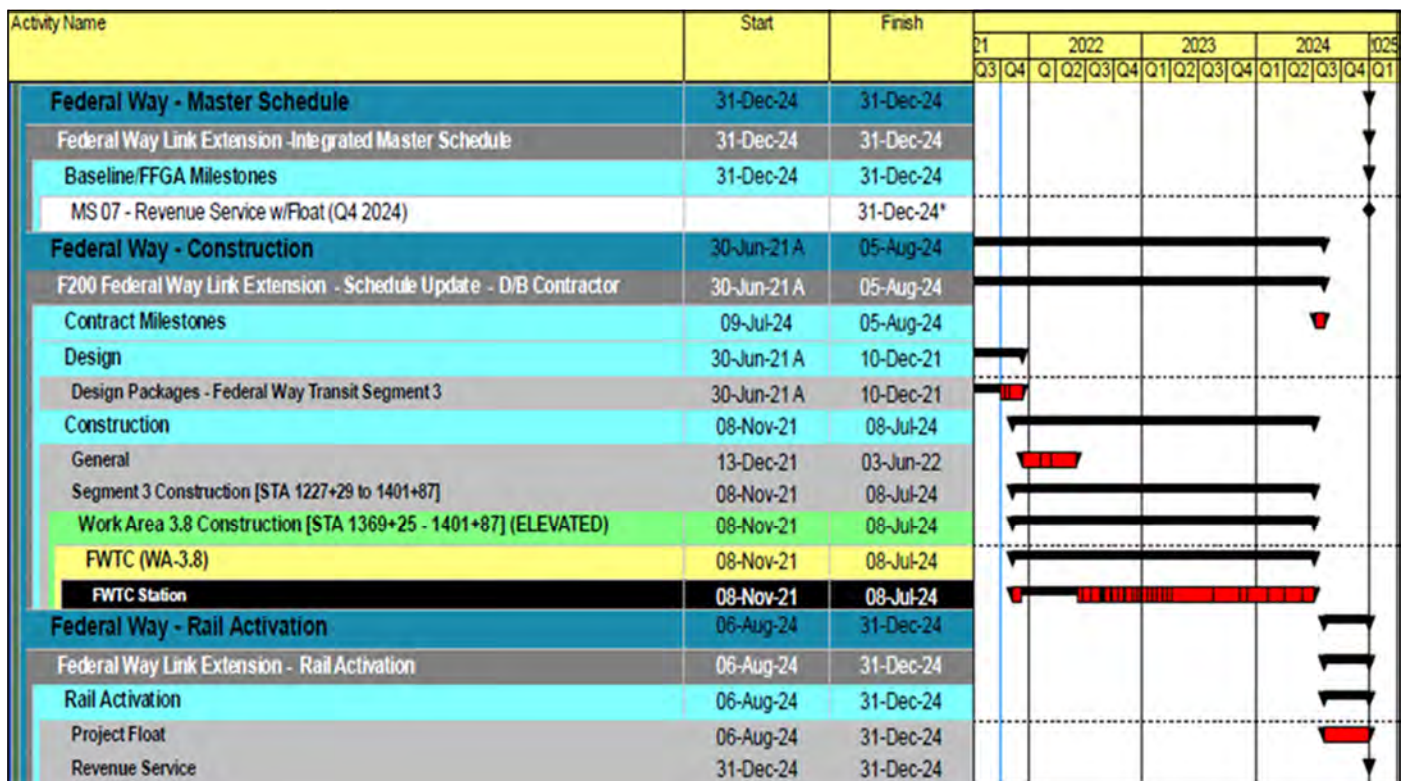 Activity Name Start Finish
21 2022 2023 2024 2025
Q3 Q4 Q Q2 Q3 Q4 Q1 Q2 Q3 Q4 Q1 Q2 Q3 Q4 Q1
Federal Way - Master Schedule 31-Dec-24 31-Dec-24
Federal Way Link Extension -Integrated Master Schedule 31-Dec-24 31-Dec-24
Baseline/FFGA Milestones 31-Dec-24 31-Dec-24
MS 07 - Revenue Service w/Float (Q4 2024) 31-Dec-24*
Federal Way - Construction 30-Jun-21 A 05-Aug-24
F200 Federal Way Link Extension - Schedule Update - D/B Contractor 30-Jun-21 A 05-Aug-24
Contract Milestones 09-Jul-24 05-Aug-24
Design 30-Jun-21 A 10-Dec-21
Design Packages - Federal Way Transit Segment 3 30-Jun-21 A 10-Dec-21
Construction 08-Nov-21 08-Jul-24
General 13-Dec-21 03-Jun-22
Segment 3 Construction [STA 1227+29 to 1401+87] 08-Nov-21 08-Jul-24
Work Area 3.8 Construction [STA 1369+25 - 1401+87] (ELEVATED) 08-Nov-21 08-Jul-24
FWTC (WA-3.8) 08-Nov-21 08-Jul-24
FWTC Station 08-Nov-21 08-Jul-24
Federal Way - Rail Activation 06-Aug-24 31-Dec-24
Federal Way Link Extension - Rail Activation 06-Aug-24 31-Dec-24
Rail Activation 06-Aug-24 31-Dec-24
Project Float 06-Aug-24 31-Dec-24
Revenue Service 31-Dec-24 31-Dec-24